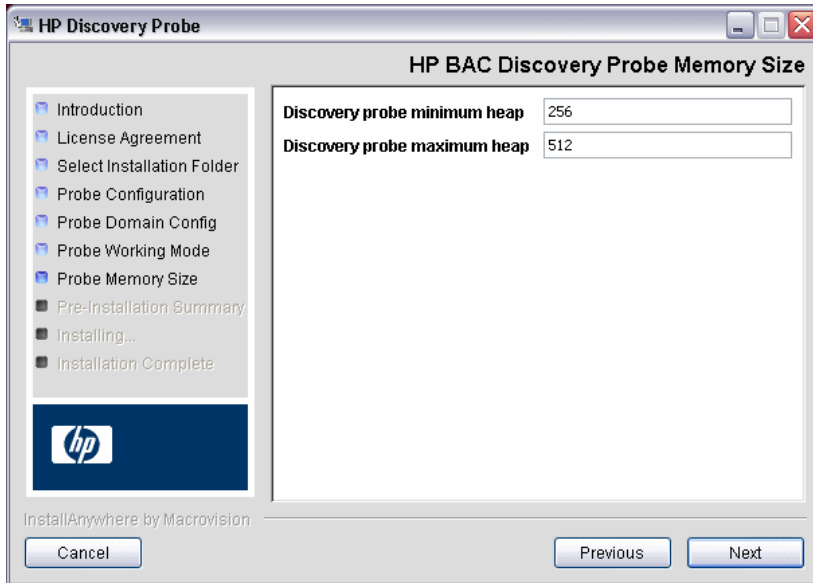 HP Discovery Probe
HP BAC Discovery Probe Memory Size
Introduction
License Agreement
Select Installation Folder
Probe Configuration
Probe Domain Config
Probe Working Mode
Probe Memory Size
Pre-Installation Summary
Installing...
Installation Complete
Discovery probe minimum heap 256
Discovery probe maximum heap 512
hp
InstallAnywhere by Macrovision
Cancel Previous Next